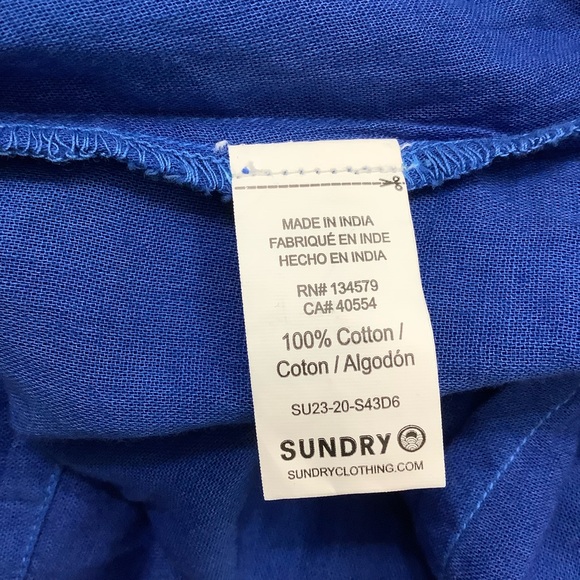 MADE IN INDIA
FABRIQUÉ EN INDE
HECHO EN INDIA
RN# 134579
CA# 40554
100% Cotton /
Coton / Algodón
SU23-20-S43D6
SUNDRY
SUNDRYCLOTHING.COM